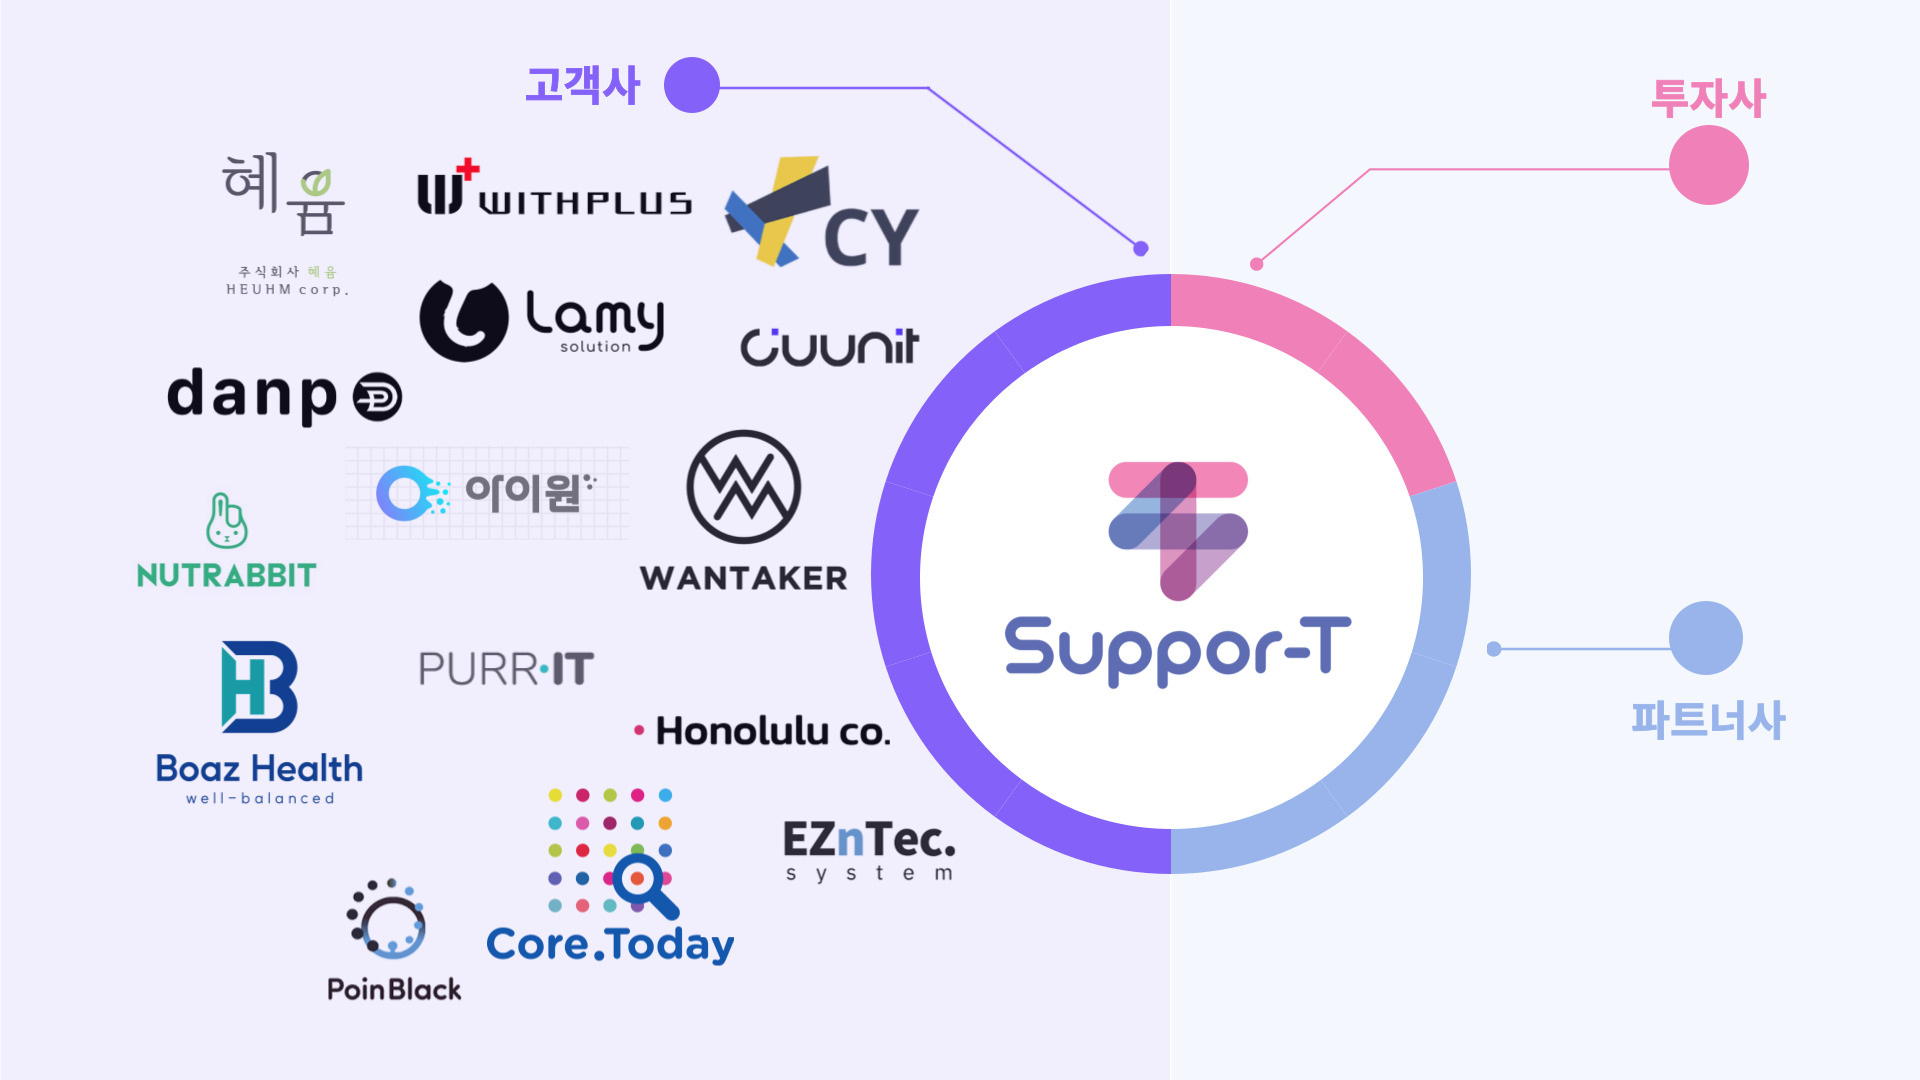 고객사
투자사
혜윰
주식회사 혜윰
HEUHM corp.
W+ WITHPLUS
CY
Lamy
solution
CUUNIT
danp
아이원
NUTRABBIT
WANTAKER
Suppor-T
HB
Boaz Health
well-balanced
PURR·IT
Honolulu co.
파트너사
EZnTec.
system
Core.Today
PoinBlack